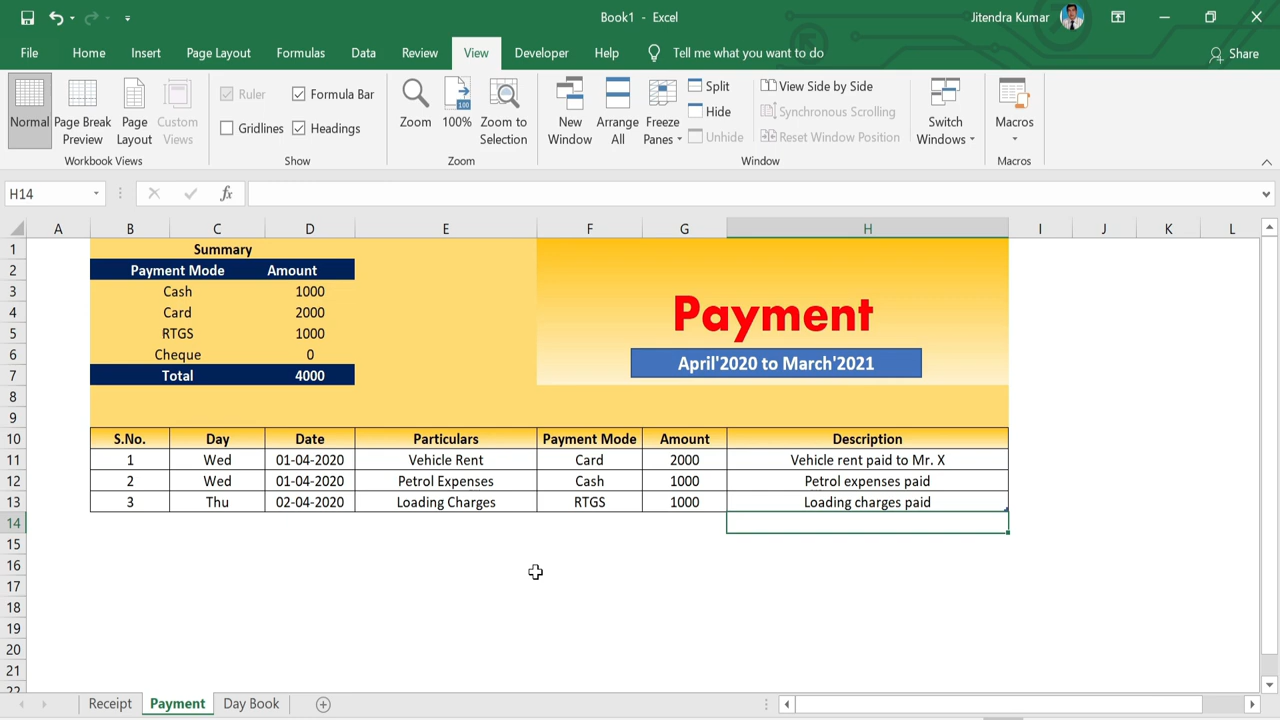 Book1 - Excel
Jitendra Kumar
File Home Insert Page Layout Formulas Data Review View Developer Help Tell me what you want to do Share
Normal
Page Break Preview
Page Layout
Custom Views
Workbook Views
Ruler
Formula Bar
Gridlines
Headings
Show
Zoom
100
100%
Zoom to Selection
Zoom
New Window
Arrange All
Freeze Panes
Split
Hide
Unhide
View Side by Side
Synchronous Scrolling
Reset Window Position
Window
Switch Windows
Macros
Macros
H14
fx
A B C D E F G H I J K L
1 Summary
2 Payment Mode Amount
3 Cash 1000
4 Card 2000
5 RTGS 1000
6 Cheque 0
7 Total 4000
Payment
April'2020 to March'2021
8
9
10 S.No. Day Date Particulars Payment Mode Amount Description
11 1 Wed 01-04-2020 Vehicle Rent Card 2000 Vehicle rent paid to Mr. X
12 2 Wed 01-04-2020 Petrol Expenses Cash 1000 Petrol expenses paid
13 3 Thu 02-04-2020 Loading Charges RTGS 1000 Loading charges paid
14
15
16
17
18
19
20
21
22
Receipt Payment Day Book